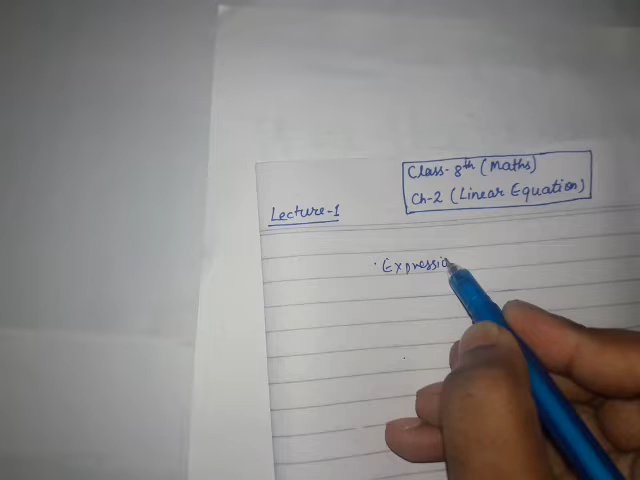 Class-8th (Maths)
Ch-2 (Linear Equation)
Lecture-1
·Expressio